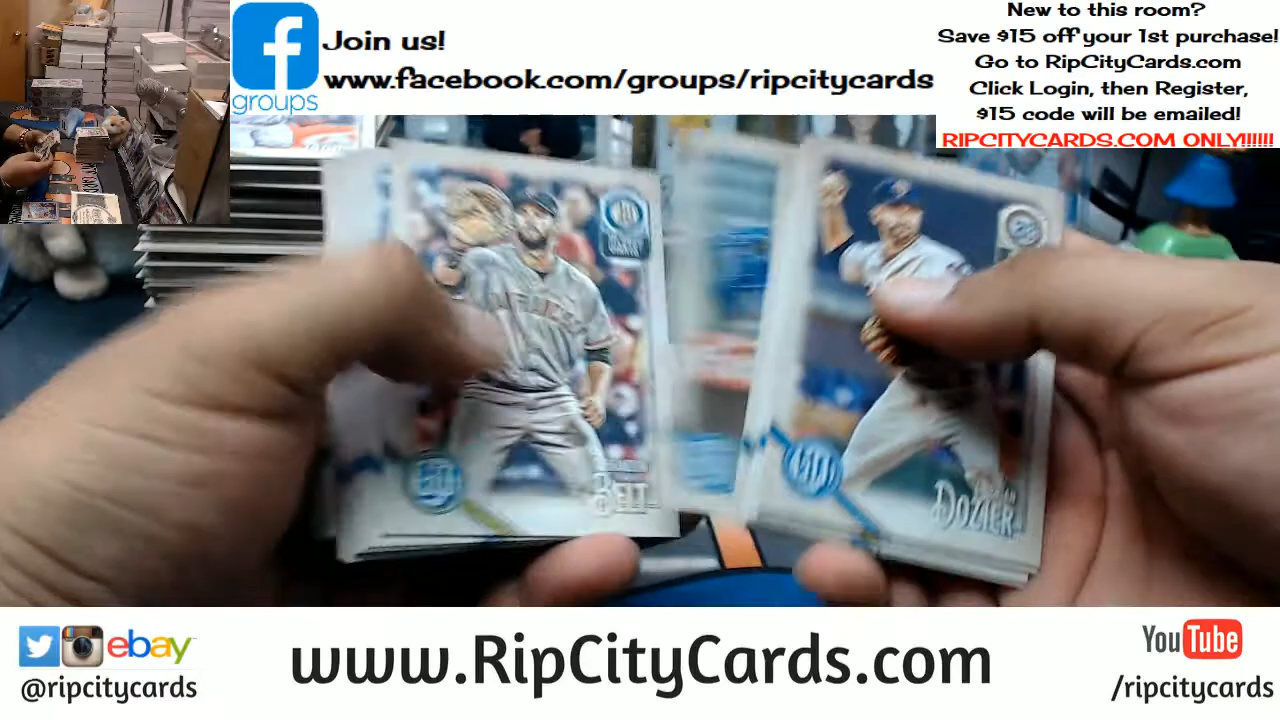 Join us!
www.facebook.com/groups/ripcitycards
groups
New to this room?
Save $15 off your 1st purchase!
Go to RipCityCards.com
Click Login, then Register,
$15 code will be emailed!
RIPCITYCARDS.COM ONLY!!!!!!
BELT
DOZIER
ebay
@ripcitycards
www.RipCityCards.com
YouTube
/ripcitycards